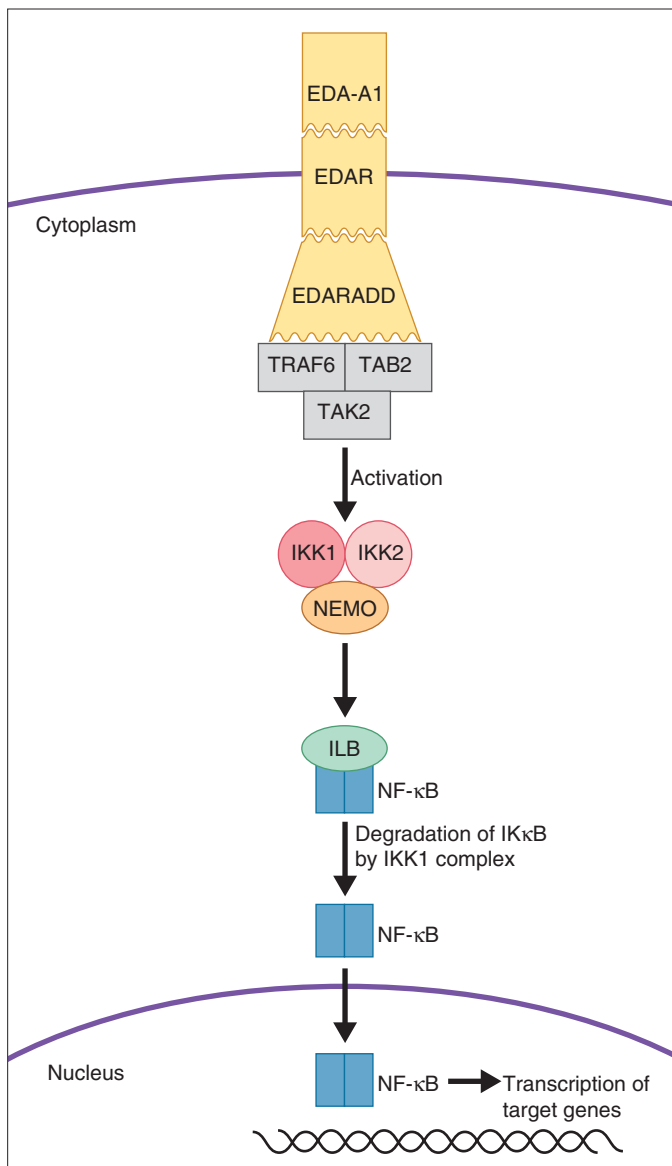 EDA-A1
EDAR
Cytoplasm
EDARADD
TRAF6 TAB2
TAK2
Activation
IKK1 IKK2
NEMO
ILB
NF-κB
Degradation of IKκB
by IKK1 complex
NF-κB
Nucleus
NF-κB
Transcription of
target genes